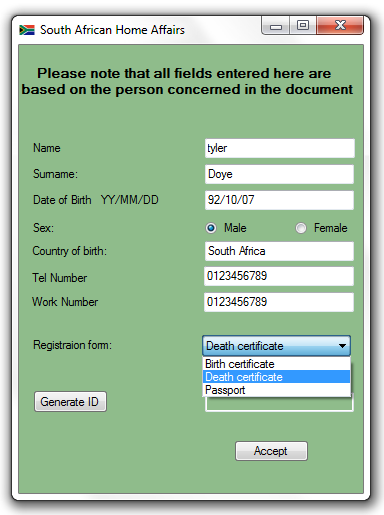 South African Home Affairs
Please note that all fields entered here are
based on the person concerned in the document
Name tyler
Surname: Doye
Date of Birth YY/MM/DD 92/10/07
Sex: Male Female
Country of birth: South Africa
Tel Number 0123456789
Work Number 0123456789
Registraion form: Death certificate
Birth certificate
Death certificate
Passport
Generate ID
Accept